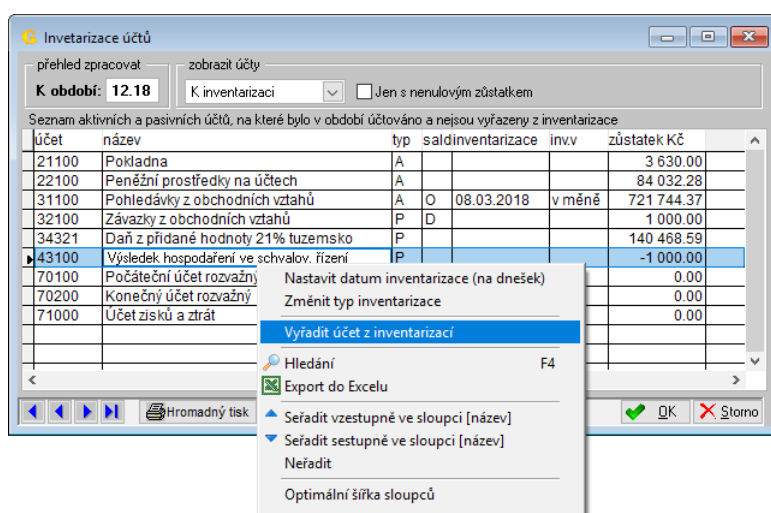 Invetarizace účtů
přehled zpracovat
zobrazit účty
K období: 12.18
K inventarizaci
Jen s nenulovým zůstatkem
Seznam aktivních a pasivních účtů, na které bylo v období účtováno a nejsou vyřazeny z inventarizace
účet název typ sald inventarizace inv.v zůstatek Kč
21100 Pokladna A 3 630.00
22100 Peněžní prostředky na účtech A 84 032.28
31100 Pohledávky z obchodních vztahů A O 08.03.2018 v měně 721 744.37
32100 Závazky z obchodních vztahů P D 1 000.00
34321 Daň z přidané hodnoty 21% tuzemsko P 140 468.59
43100 Výsledek hospodaření ve schvalov. řízení P -1 000.00
70100 Počáteční účet rozvažný 0.00
70200 Konečný účet rozvažný 0.00
71000 Účet zisků a ztrát 0.00
Nastavit datum inventarizace (na dnešek)
Změnit typ inventarizace
Vyřadit účet z inventarizací
Hledání F4
Export do Excelu
Seřadit vzestupně ve sloupci [název]
Seřadit sestupně ve sloupci [název]
Neřadit
Optimální šířka sloupců
Hromadný tisk
OK
Storno